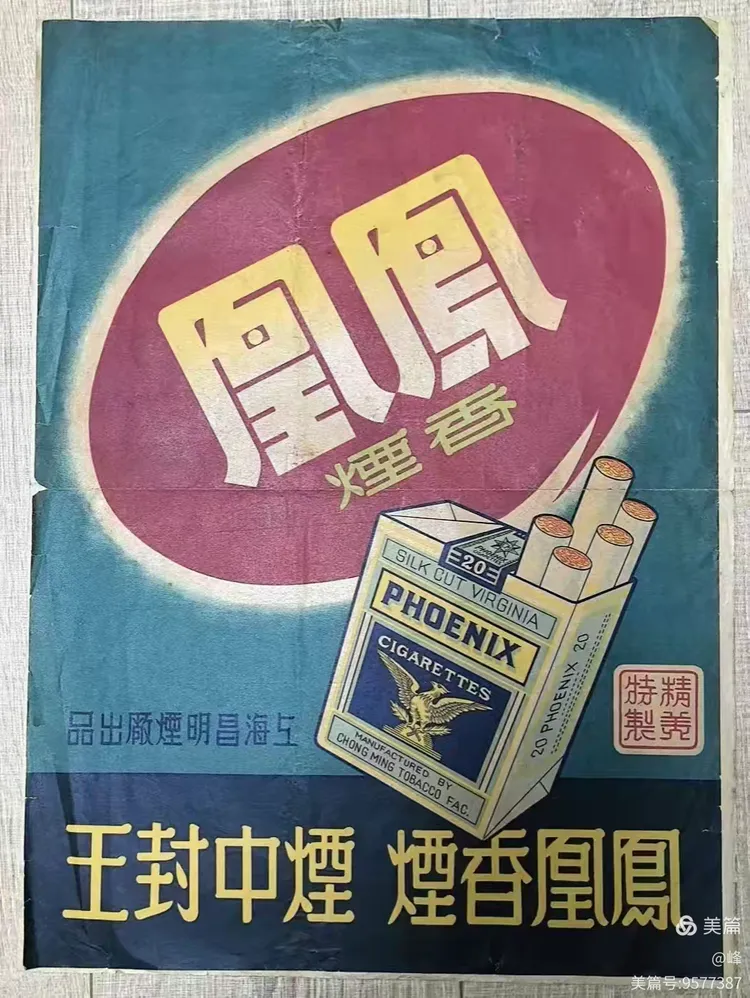 鳳凰
香煙
20
SILK CUT VIRGINIA
PHOENIX
CIGARETTES
MANUFACTURED BY
CHONG MING TOBACCO FAC.
20 PHOENIX 20
精美
特製
上海昌明煙廠出品
鳳凰香煙 煙中封王
美篇
@峰
美篇号:9577387